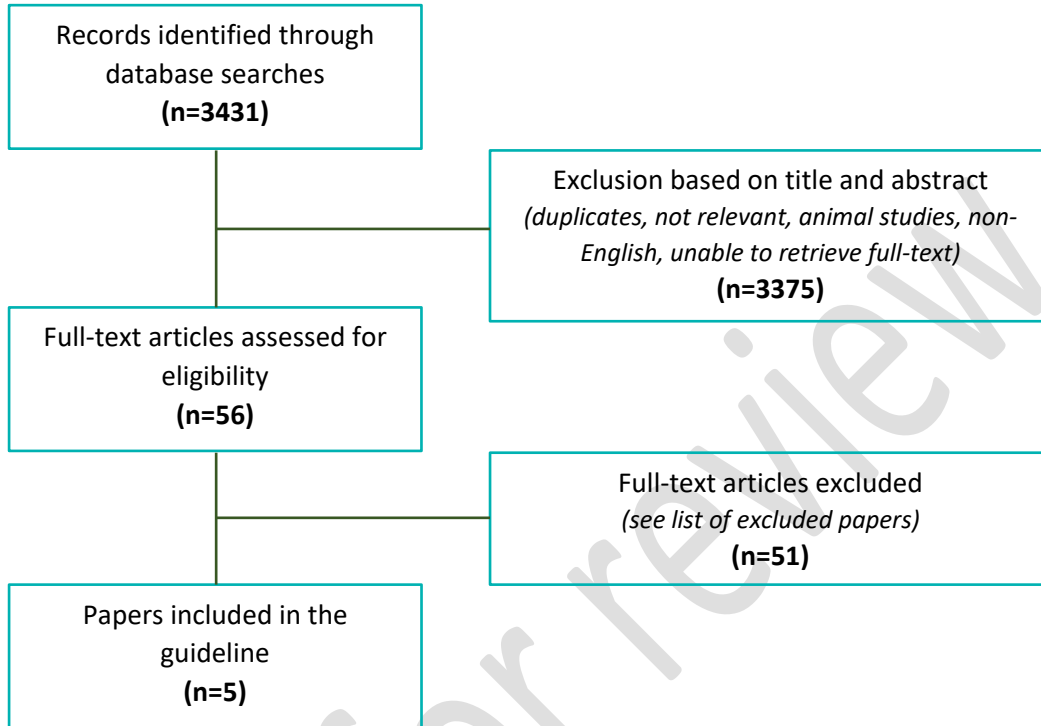 Records identified through
database searches
(n=3431)
Exclusion based on title and abstract
(duplicates, not relevant, animal studies, non-
English, unable to retrieve full-text)
(n=3375)
Full-text articles assessed for
eligibility
(n=56)
Full-text articles excluded
(see list of excluded papers)
(n=51)
Papers included in the
guideline
(n=5)
for review